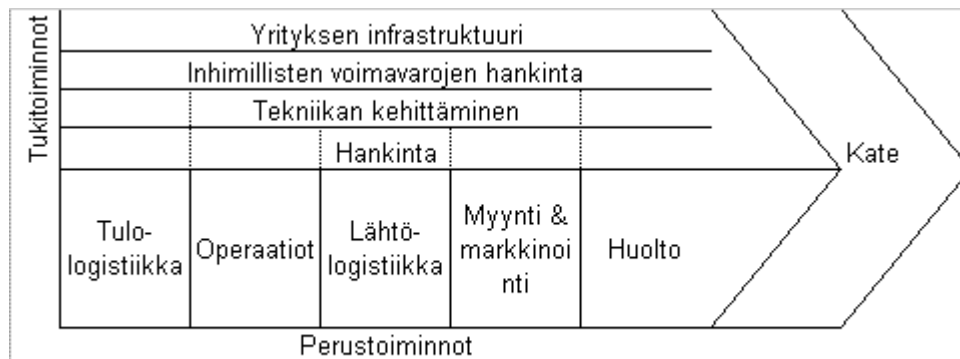 Tukitoiminnot
Yrityksen infrastruktuuri
Inhimillisten voimavarojen hankinta
Tekniikan kehittäminen
Hankinta
Kate
Tulo-
logistiikka
Operaatiot
Lähtö-
logistiikka
Myynti &
markkinoi
nti
Huolto
Perustoiminnot